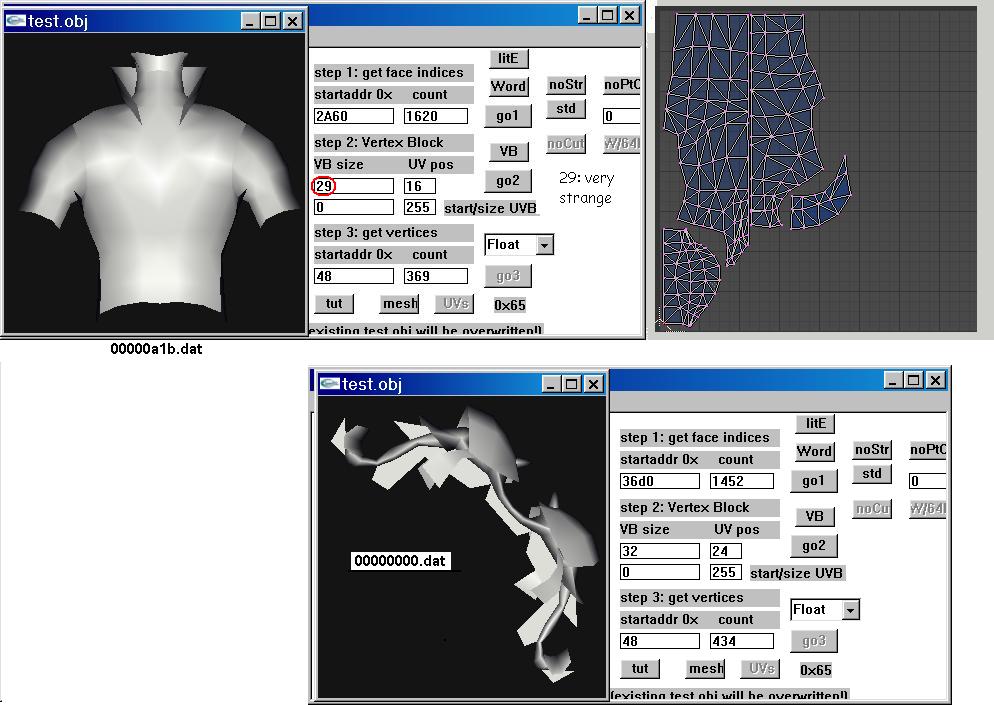 test.obj
litE
step 1: get face indices
Word noStr noPtC
startaddr 0x count
std
2A60 1620 go1 0
step 2: Vertex Block
noCut W/64
VB size UV pos VB
29 16 go2 29: very
strange
0 255 start/size UVB
step 3: get vertices
Float
startaddr 0x count
48 369 go3
tut mesh UVs 0x65
(existing test obj will be overwritten!)
00000a1b.dat
test.obj
litE
step 1: get face indices
Word noStr noPtC
startaddr 0x count
std
36d0 1452 go1 0
step 2: Vertex Block
noCut W/64
VB size UV pos VB
32 24 go2
00000000.dat
0 255 start/size UVB
step 3: get vertices
Float
startaddr 0x count
48 434 go3
tut mesh UVs 0x65
(existing test obj will be overwritten!)